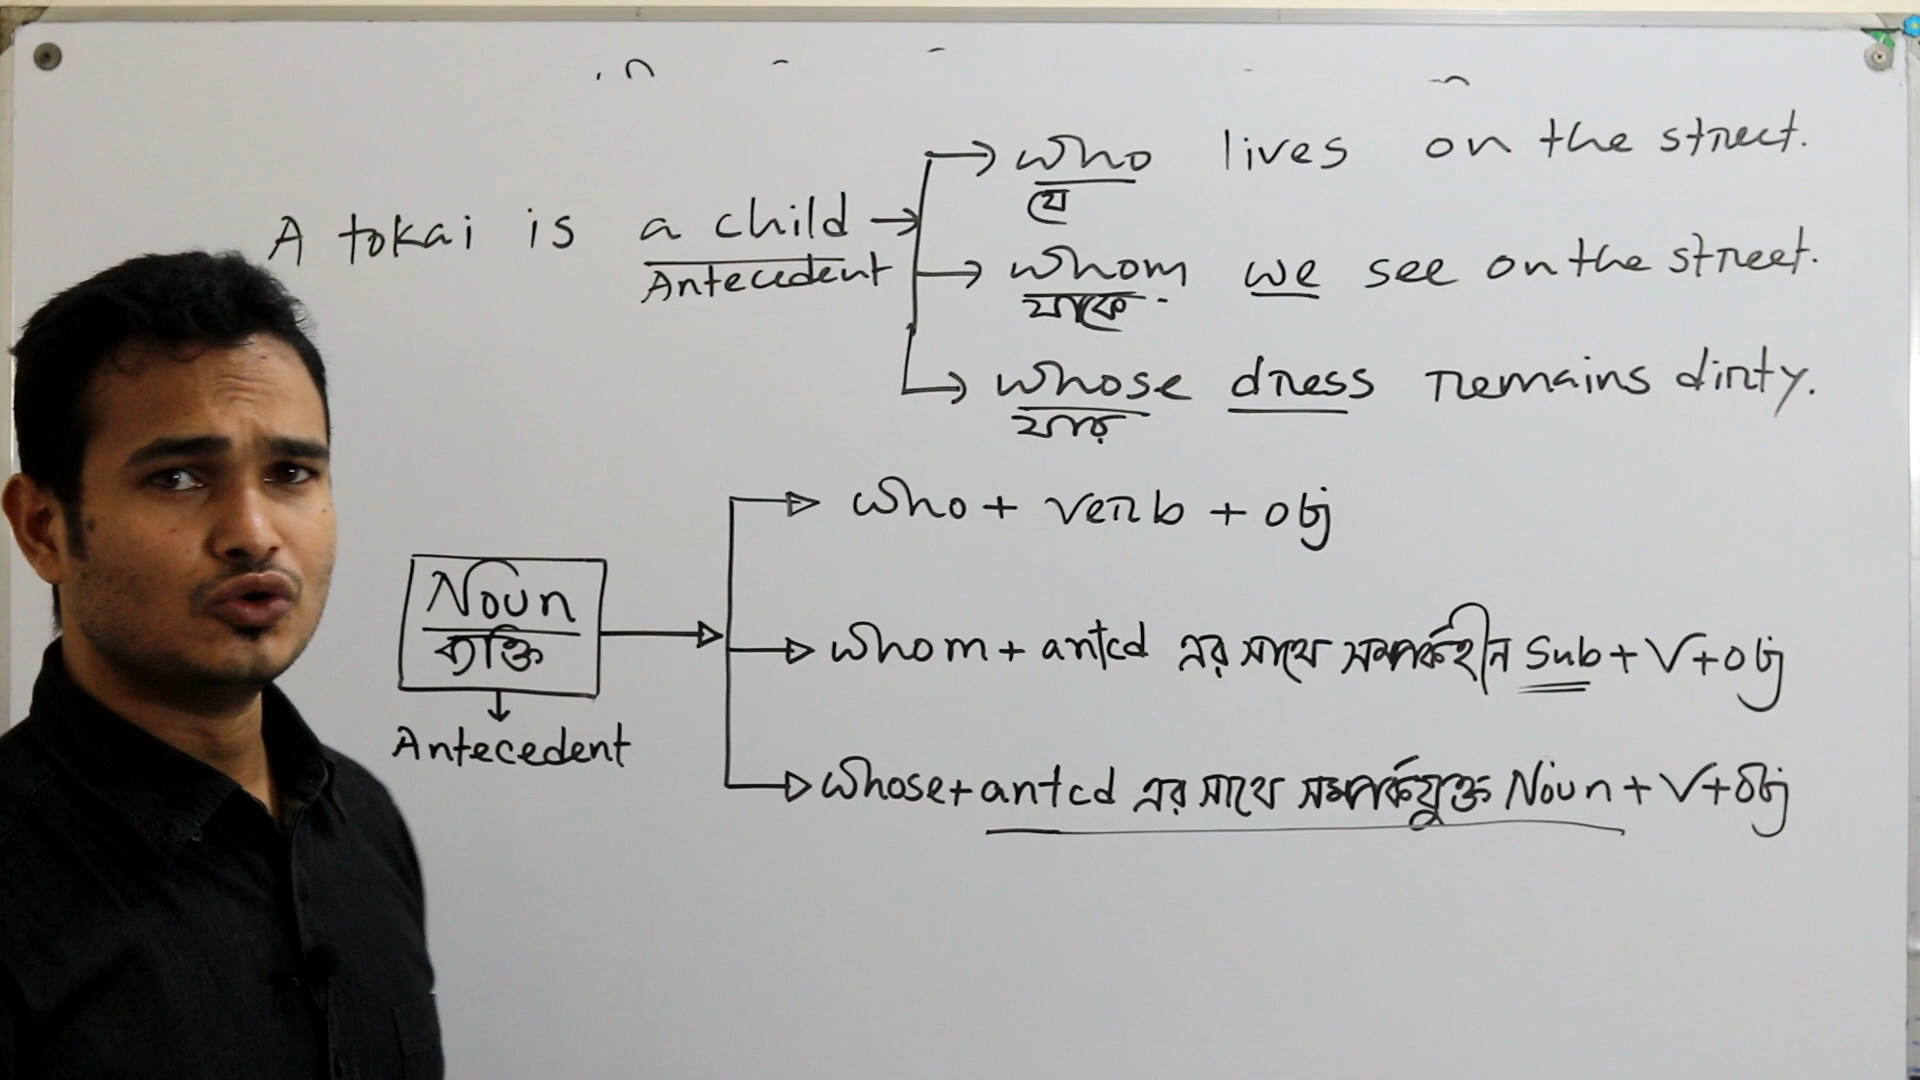 who lives on the street.
যে
A tokai is a child
Antecedent
whom we see on the street.
যাকে
whose dress remains dirty.
যার
who + verb + obj
Noun
ব্যক্তি
Antecedent
whom + antcd এর সাথে সম্পর্কহীন Sub + V + obj
whose + antcd এর সাথে সম্পর্কযুক্ত Noun + V + Obj